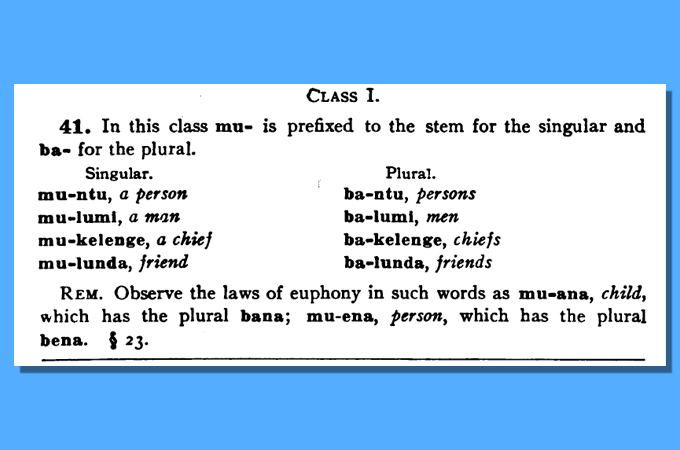 CLASS I.
41. In this class mu- is prefixed to the stem for the singular and
ba- for the plural.
Singular. Plural.
mu-ntu, a person ba-ntu, persons
mu-lumi, a man ba-lumi, men
mu-kelenge, a chief ba-kelenge, chiefs
mu-lunda, friend ba-lunda, friends
REM. Observe the laws of euphony in such words as mu-ana, child,
which has the plural bana; mu-ena, person, which has the plural
bena. § 23.